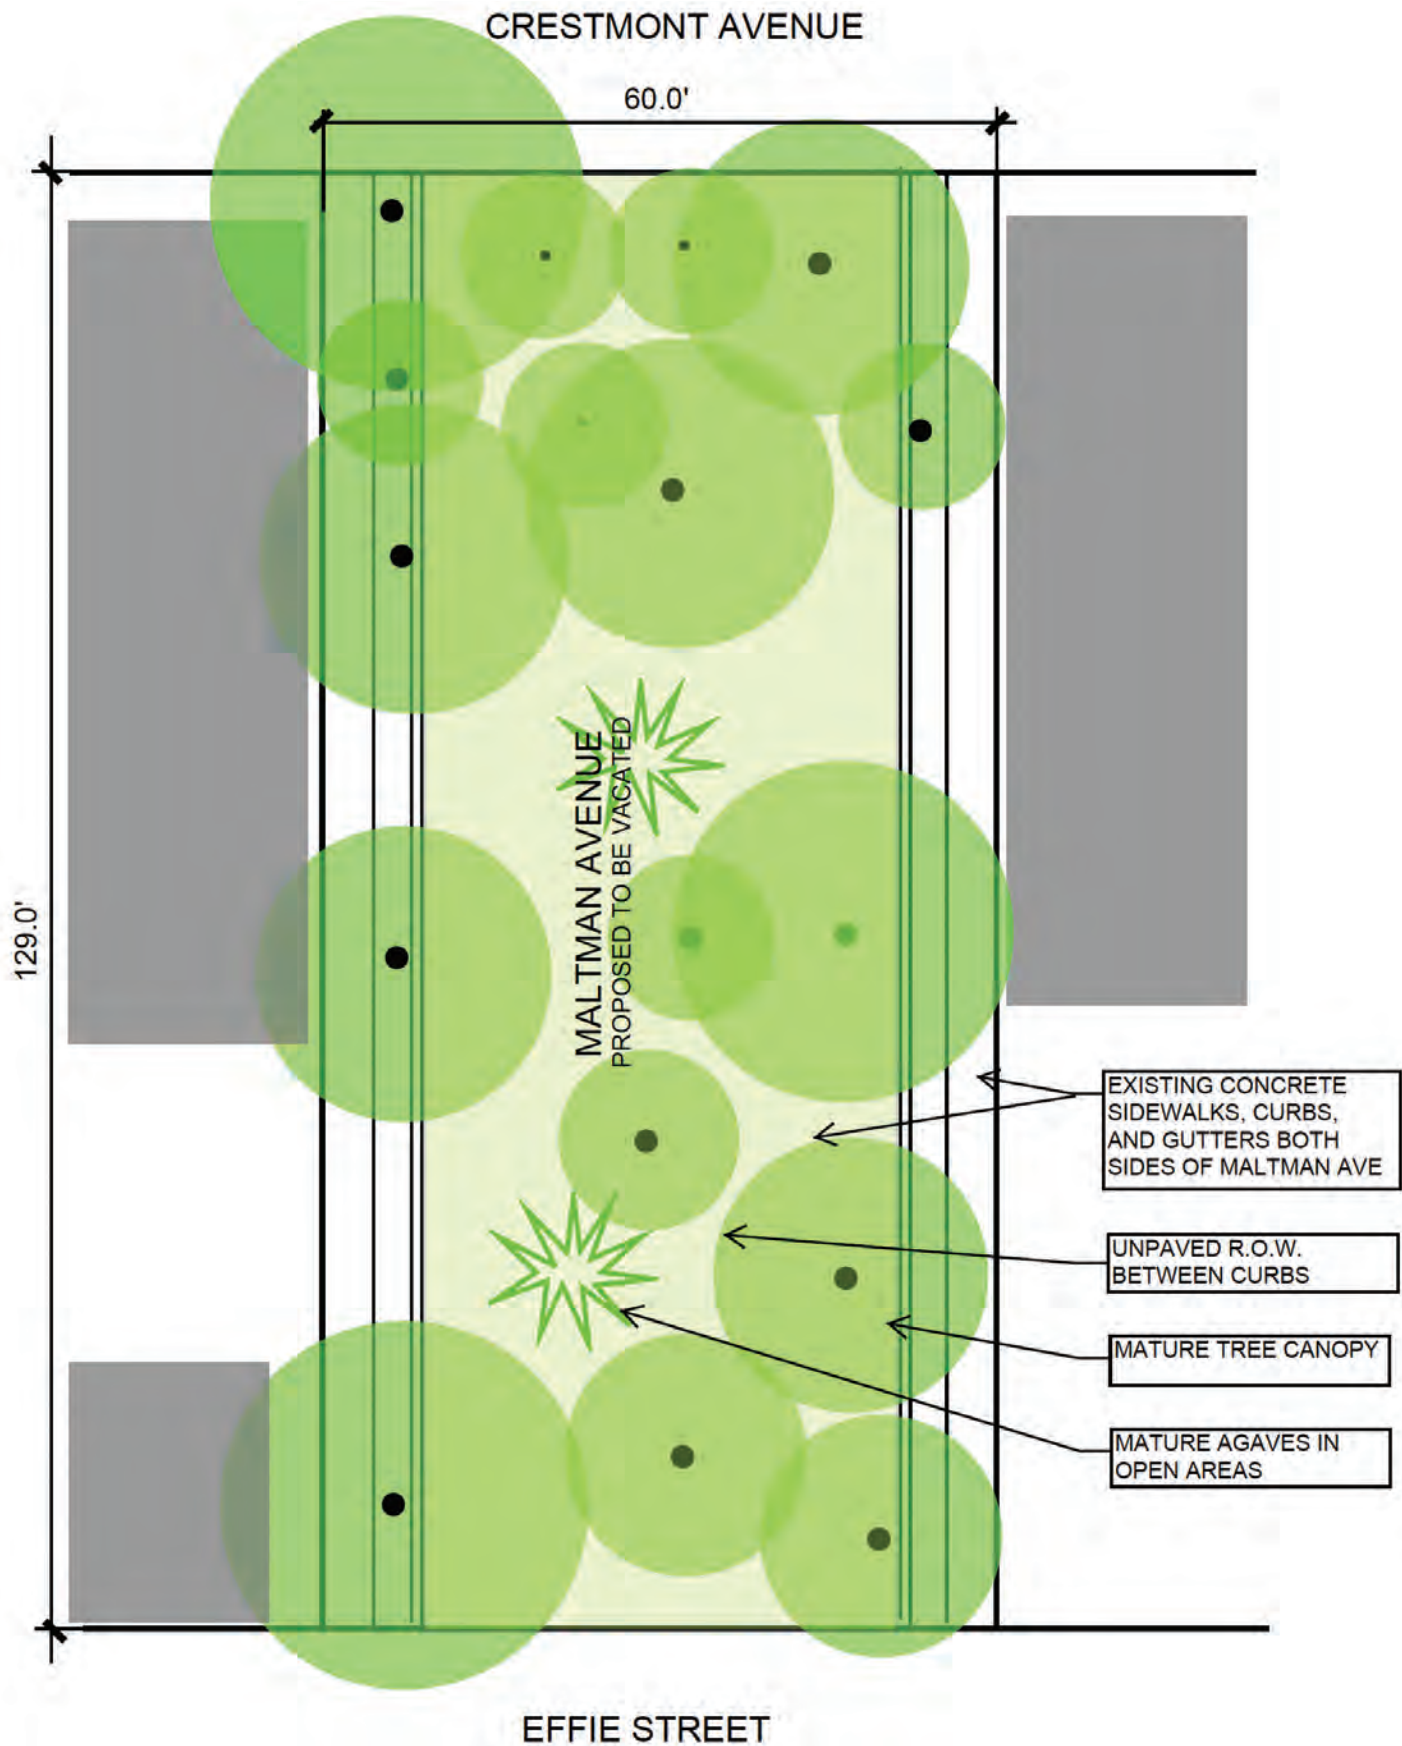 CRESTMONT AVENUE
60.0'
129.0'
MALTMAN AVENUE
PROPOSED TO BE VACATED
EXISTING CONCRETE
SIDEWALKS, CURBS,
AND GUTTERS BOTH
SIDES OF MALTMAN AVE
UNPAVED R.O.W.
BETWEEN CURBS
MATURE TREE CANOPY
MATURE AGAVES IN
OPEN AREAS
EFFIE STREET